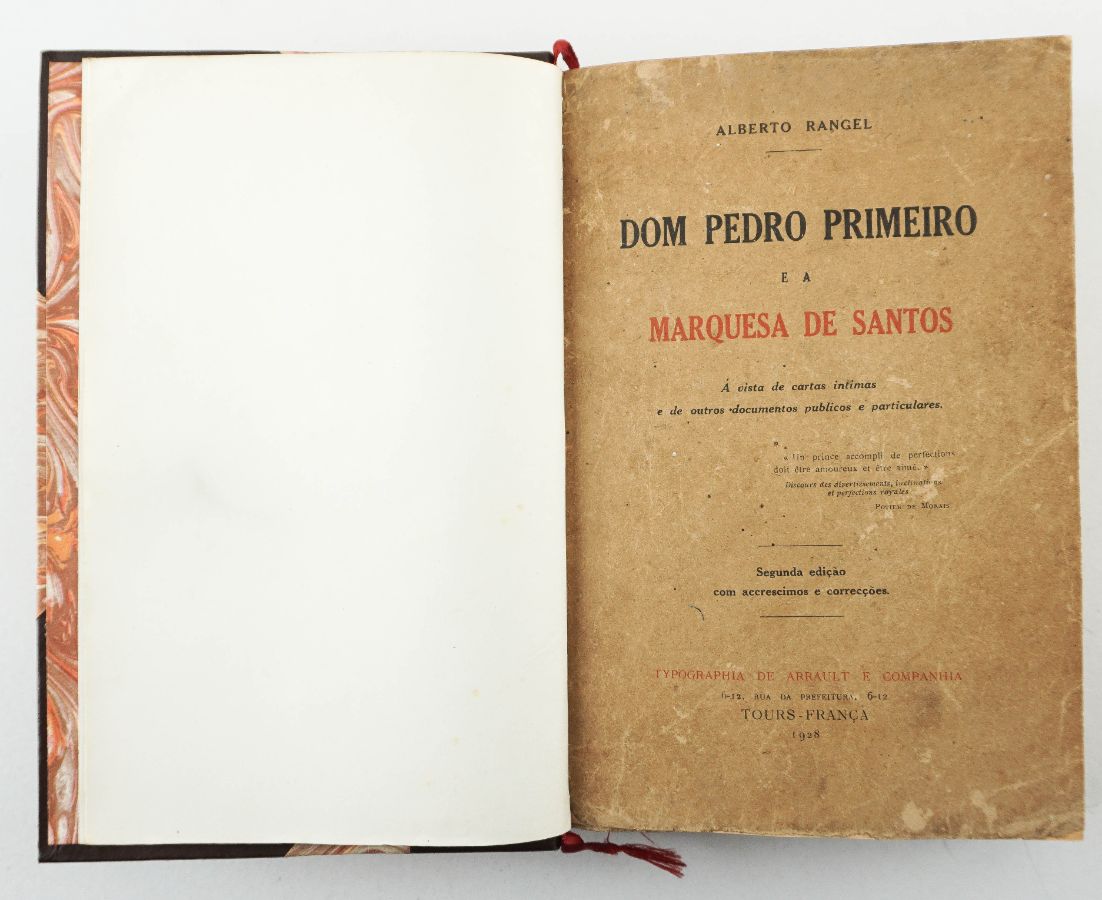 ALBERTO RANGEL
DOM PEDRO PRIMEIRO
E A
MARQUESA DE SANTOS
Á vista de cartas intimas
e de outros documentos publicos e particulares.
« Un prince accompli de perfections
doit être amoureux et être aimé. »
Discours des divertissements, inclinations
et perfections royales
DE MORAIS
Segunda edição
com accrescimos e correcções.
TYPOGRAPHIA DE ARRAULT E COMPANHIA
6-12, RUA DA PREFEITURA, 6-12
TOURS-FRANÇA
1928